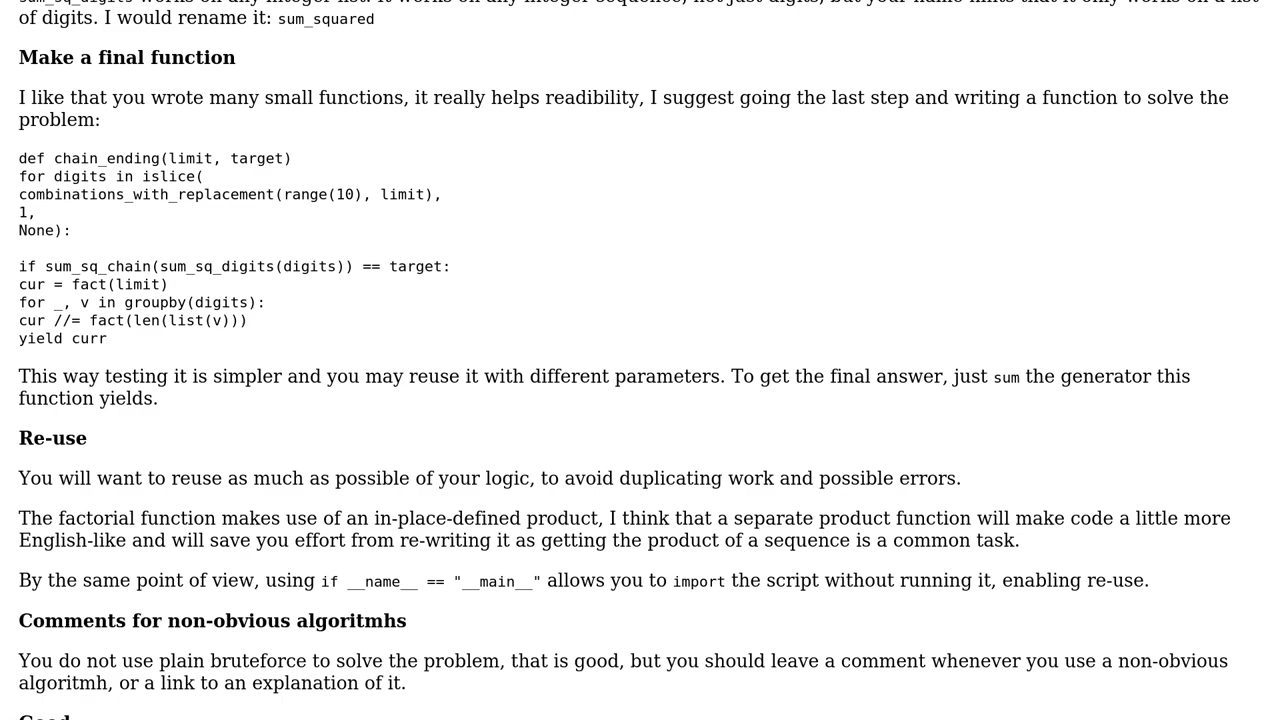 of digits. I would rename it: sum_squared
Make a final function
I like that you wrote many small functions, it really helps readibility, I suggest going the last step and writing a function to solve the
problem:
def chain_ending(limit, target)
for digits in islice(
combinations_with_replacement(range(10), limit),
1,
None):
if sum_sq_chain(sum_sq_digits(digits)) == target:
cur = fact(limit)
for _, v in groupby(digits):
cur //= fact(len(list(v)))
yield curr
This way testing it is simpler and you may reuse it with different parameters. To get the final answer, just sum the generator this
function yields.
Re-use
You will want to reuse as much as possible of your logic, to avoid duplicating work and possible errors.
The factorial function makes use of an in-place-defined product, I think that a separate product function will make code a little more
English-like and will save you effort from re-writing it as getting the product of a sequence is a common task.
By the same point of view, using if __name__ == "__main__" allows you to import the script without running it, enabling re-use.
Comments for non-obvious algoritmhs
You do not use plain bruteforce to solve the problem, that is good, but you should leave a comment whenever you use a non-obvious
algoritmh, or a link to an explanation of it.